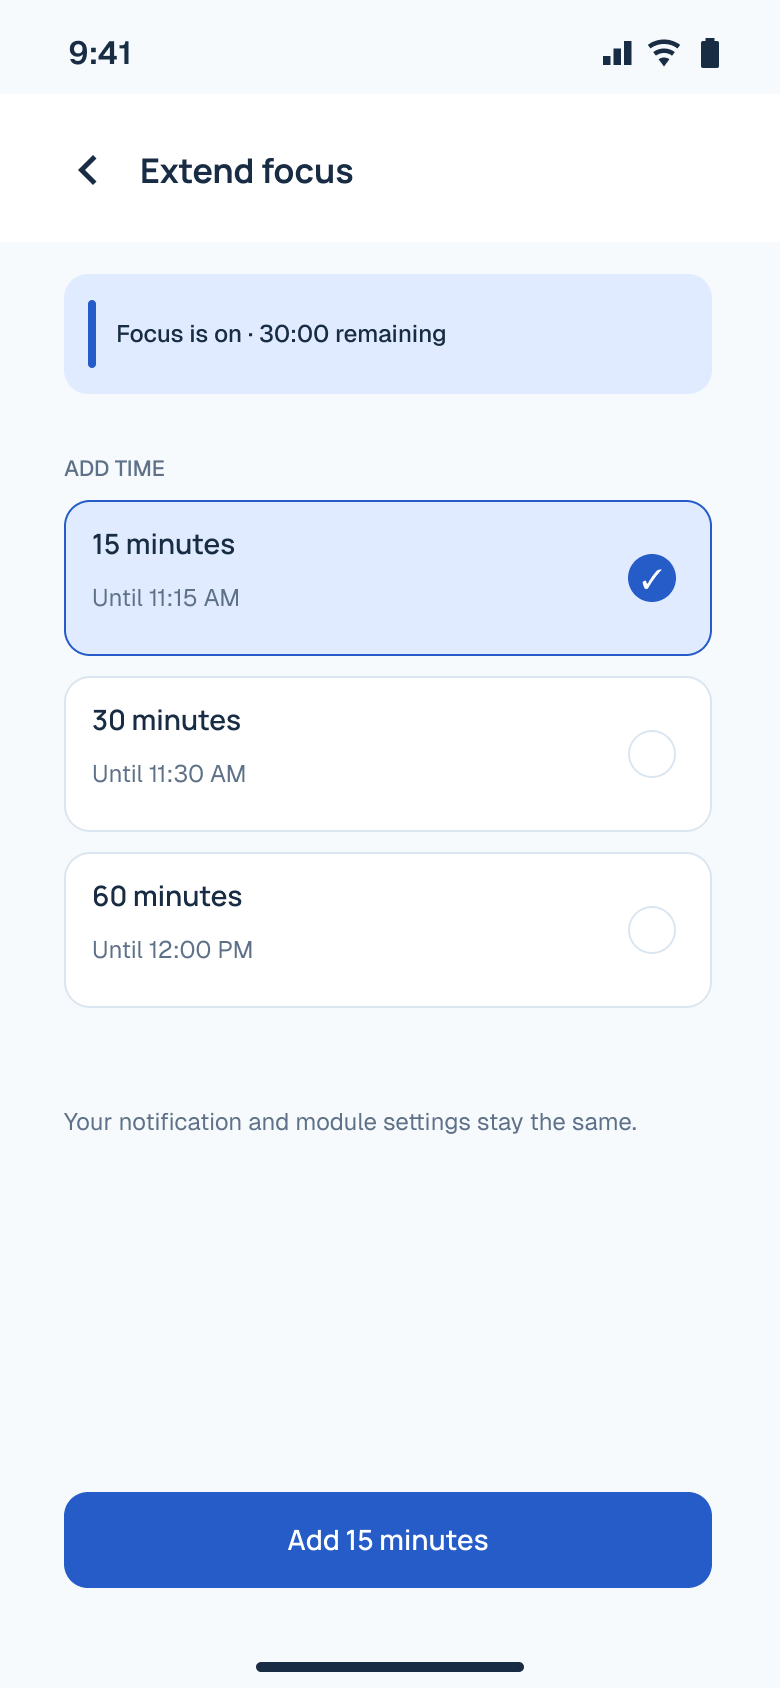 9:41
Extend focus
Focus is on · 30:00 remaining
ADD TIME
15 minutes
Until 11:15 AM
30 minutes
Until 11:30 AM
60 minutes
Until 12:00 PM
Your notification and module settings stay the same.
Add 15 minutes